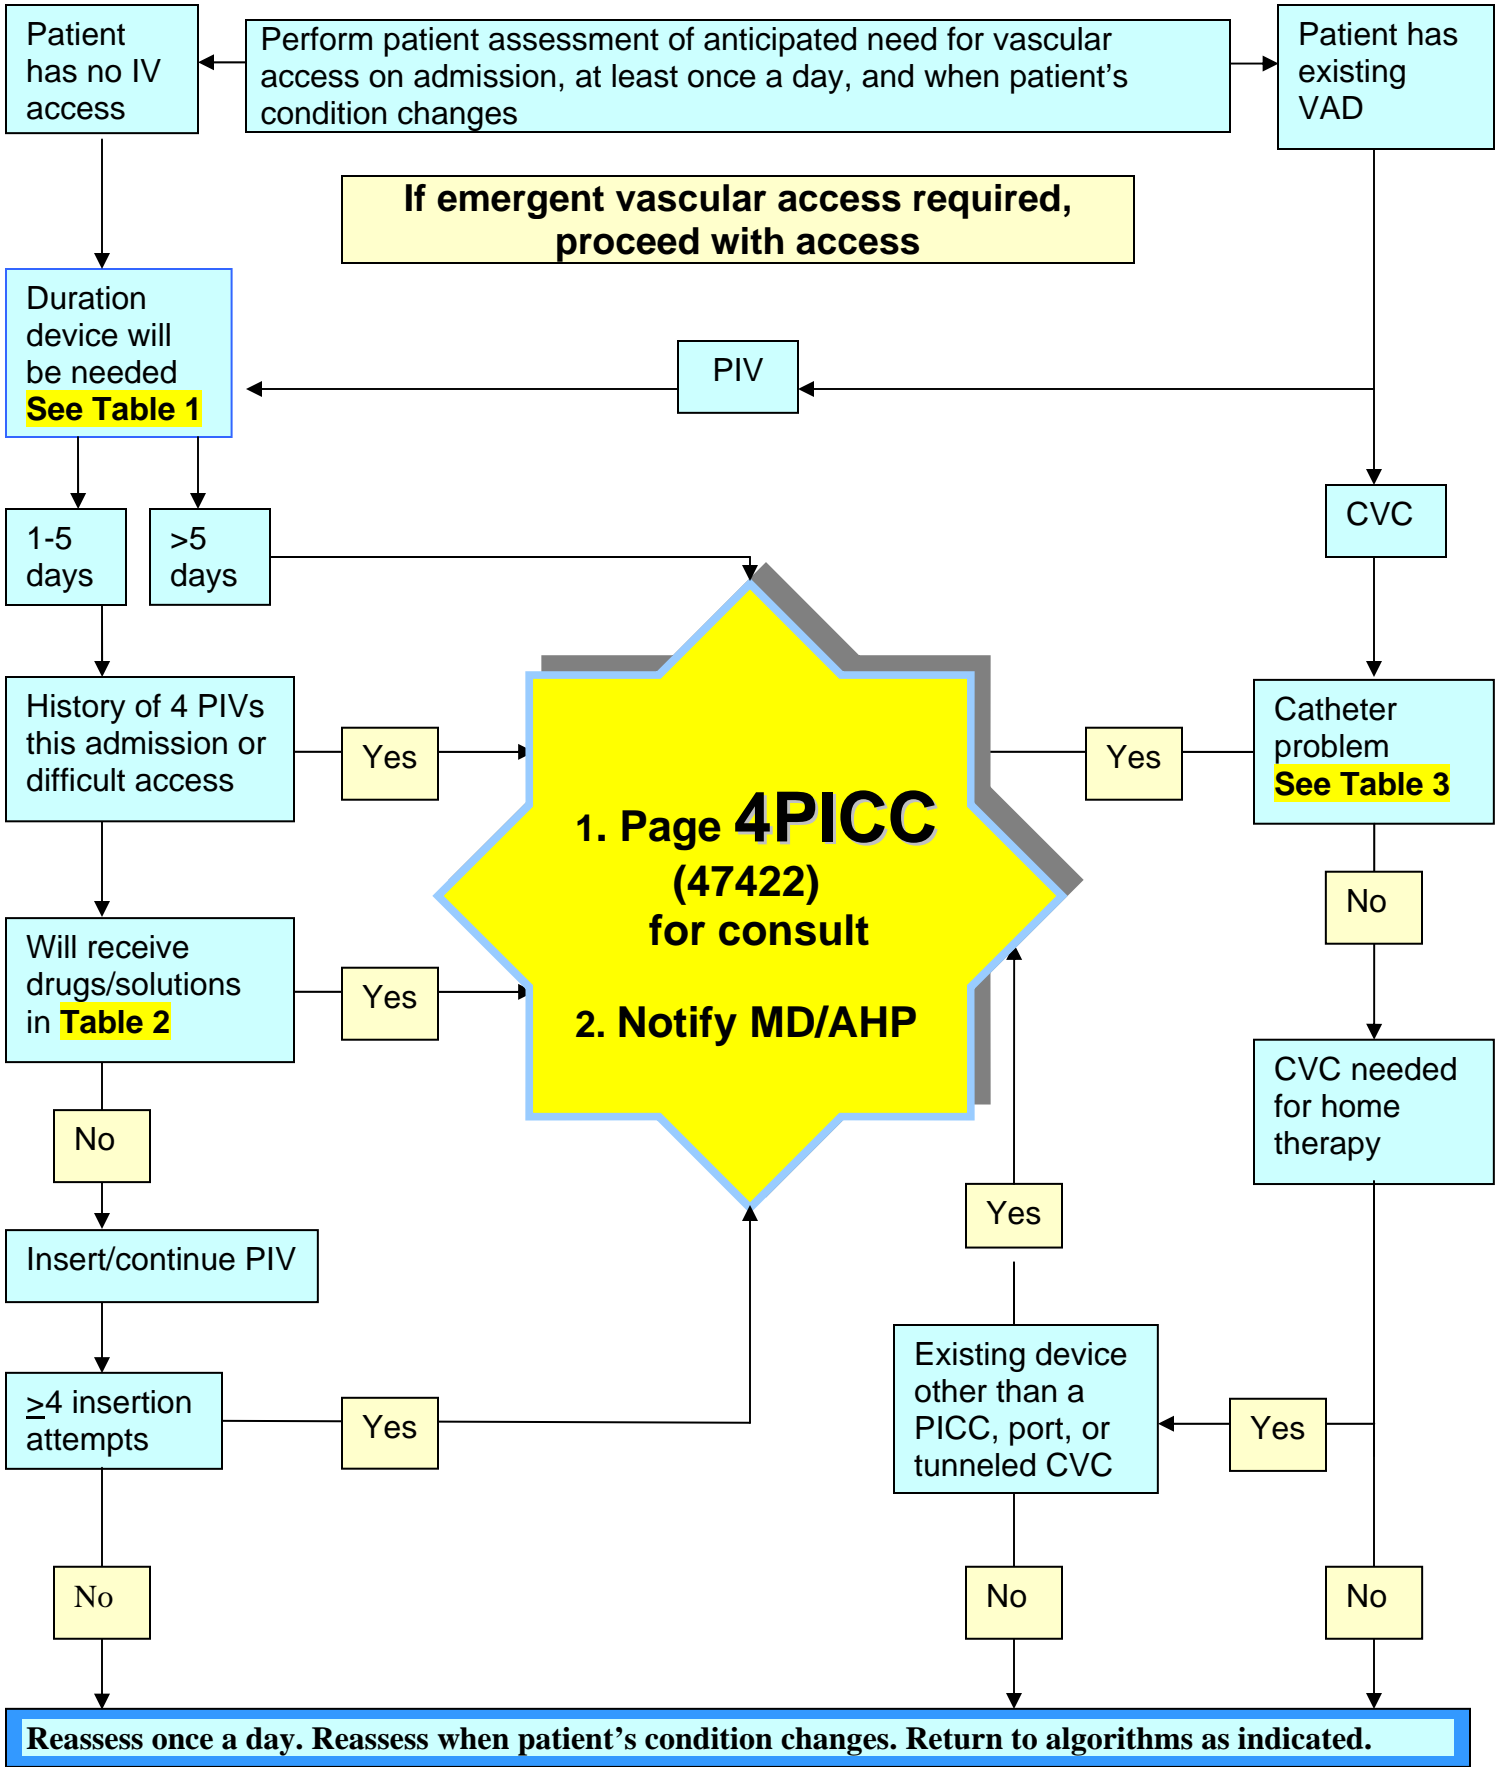 Patient
has no IV
access
Perform patient assessment of anticipated need for vascular
access on admission, at least once a day, and when patient's
condition changes
Patient has
existing
VAD
If emergent vascular access required,
proceed with access
Duration
device will
be needed
See Table 1
PIV
CVC
1-5
days
>5
days
History of 4 PIVs
this admission or
difficult access
Yes
1. Page 4PICC
(47422)
for consult
2. Notify MD/AHP
Yes
Catheter
problem
See Table 3
No
Will receive
drugs/solutions
in Table 2
Yes
CVC needed
for home
therapy
No
Yes
Insert/continue PIV
Existing device
other than a
PICC, port, or
tunneled CVC
Yes
≥4 insertion
attempts
Yes
No
No
No
Reassess once a day. Reassess when patient's condition changes. Return to algorithms as indicated.